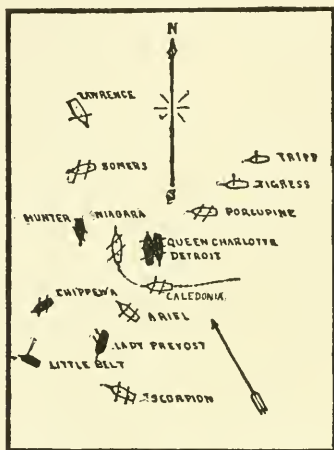 N
LAWRENCE
SOMERS
TRIPP
TIGRESS
PORCUPINE
HUNTER
NIAGARA
QUEEN CHARLOTTE
DETROIT
CHIPPEWA
CALEDONIA
ARIEL
LADY PREVOST
LITTLE BELT
SCORPION